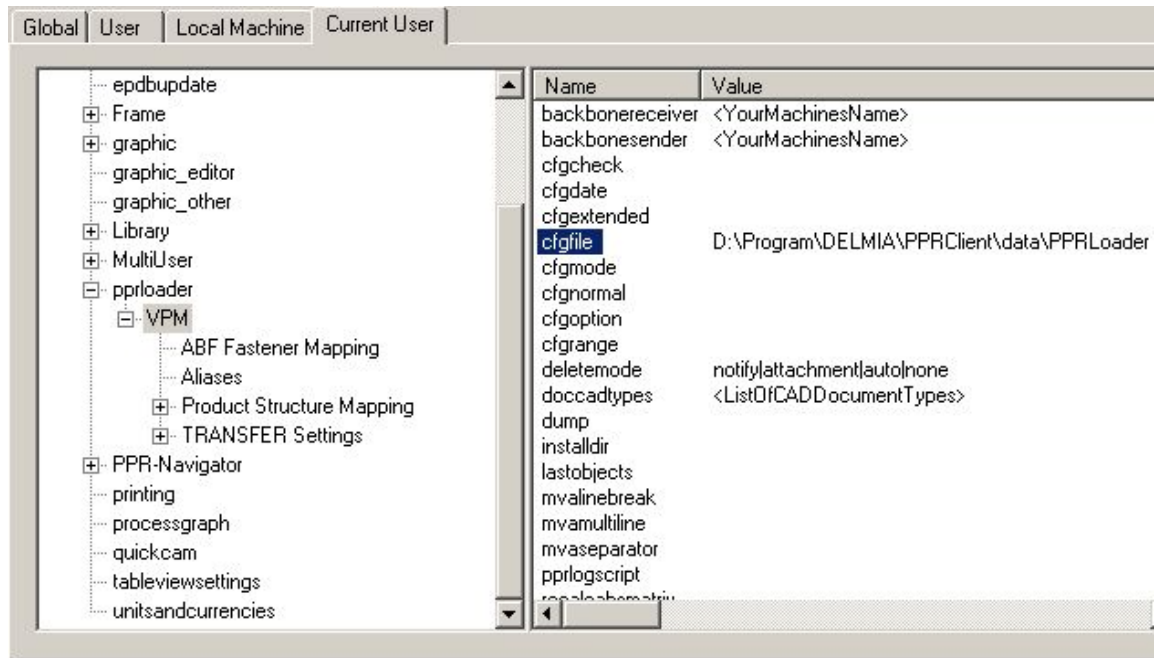 Global User Local Machine Current User
epdbupdate
Frame
graphic
graphic_editor
graphic_other
Library
MultiUser
pprloader
VPM
ABF Fastener Mapping
Aliases
Product Structure Mapping
TRANSFER Settings
PPR-Navigator
printing
processgraph
quickcam
tableviewsettings
unitsandcurrencies
Name Value
backbonereceiver <YourMachinesName>
backbonesender <YourMachinesName>
cfgcheck
cfgdate
cfgextended
cfgfile D:\Program\DELMIA\PPRClient\data\PPRLoader
cfgmode
cfgnormal
cfgoption
cfgrange
deletemode notify|attachment|auto|none
doccadtypes <ListOfCADDocumentTypes>
dump
installdir
lastobjects
mvalinebreak
mvamultiline
mvaseparator
pprlogscript